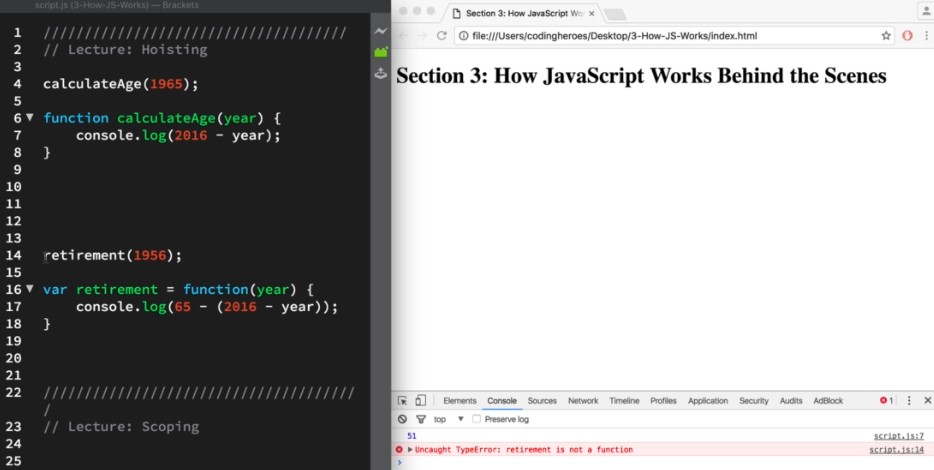 script.js (3-How-JS-Works) — Brackets
1 /////////////////////////////////////
2 // Lecture: Hoisting
3
4 calculateAge(1965);
5
6 function calculateAge(year) {
7 console.log(2016 - year);
8 }
9
10
11
12
13
14 retirement(1956);
15
16 var retirement = function(year) {
17 console.log(65 - (2016 - year));
18 }
19
20
21
22 //////////////////////////////////////
/
23 // Lecture: Scoping
24
25
Section 3: How JavaScript Wo
file:///Users/codingheroes/Desktop/3-How-JS-Works/index.html
Section 3: How JavaScript Works Behind the Scenes
Elements Console Sources Network Timeline Profiles Application Security Audits AdBlock 1
top Preserve log
51 script.js:7
Uncaught TypeError: retirement is not a function script.js:14